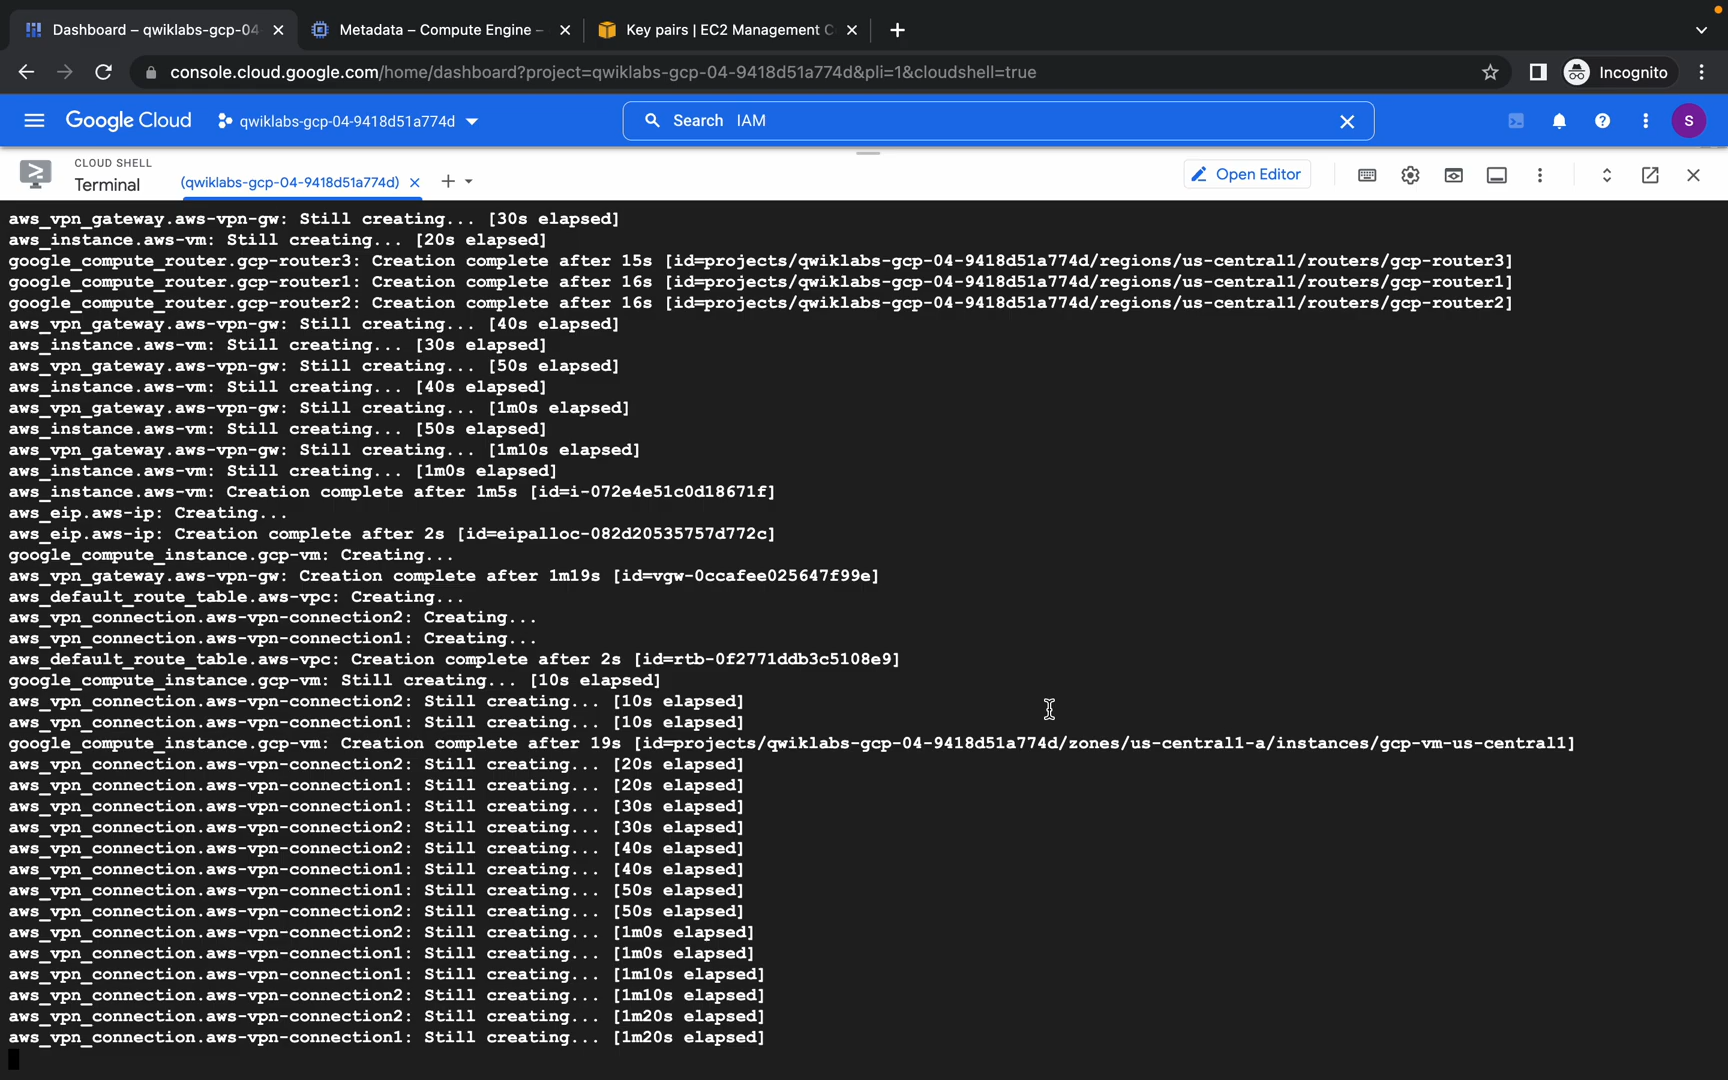 Dashboard – qwiklabs-gcp-04
Metadata – Compute Engine –
Key pairs | EC2 Management C
console.cloud.google.com/home/dashboard?project=qwiklabs-gcp-04-9418d51a774d&pli=1&cloudshell=true
Incognito
Google Cloud
qwiklabs-gcp-04-9418d51a774d
Search IAM
S
CLOUD SHELL
Terminal
(qwiklabs-gcp-04-9418d51a774d)
Open Editor
aws_vpn_gateway.aws-vpn-gw: Still creating... [30s elapsed]
aws_instance.aws-vm: Still creating... [20s elapsed]
google_compute_router.gcp-router3: Creation complete after 15s [id=projects/qwiklabs-gcp-04-9418d51a774d/regions/us-central1/routers/gcp-router3]
google_compute_router.gcp-router1: Creation complete after 16s [id=projects/qwiklabs-gcp-04-9418d51a774d/regions/us-central1/routers/gcp-router1]
google_compute_router.gcp-router2: Creation complete after 16s [id=projects/qwiklabs-gcp-04-9418d51a774d/regions/us-central1/routers/gcp-router2]
aws_vpn_gateway.aws-vpn-gw: Still creating... [40s elapsed]
aws_instance.aws-vm: Still creating... [30s elapsed]
aws_vpn_gateway.aws-vpn-gw: Still creating... [50s elapsed]
aws_instance.aws-vm: Still creating... [40s elapsed]
aws_vpn_gateway.aws-vpn-gw: Still creating... [1m0s elapsed]
aws_instance.aws-vm: Still creating... [50s elapsed]
aws_vpn_gateway.aws-vpn-gw: Still creating... [1m10s elapsed]
aws_instance.aws-vm: Still creating... [1m0s elapsed]
aws_instance.aws-vm: Creation complete after 1m5s [id=i-072e4e51c0d18671f]
aws_eip.aws-ip: Creating...
aws_eip.aws-ip: Creation complete after 2s [id=eipalloc-082d20535757d772c]
google_compute_instance.gcp-vm: Creating...
aws_vpn_gateway.aws-vpn-gw: Creation complete after 1m19s [id=vgw-0ccafee025647f99e]
aws_default_route_table.aws-vpc: Creating...
aws_vpn_connection.aws-vpn-connection2: Creating...
aws_vpn_connection.aws-vpn-connection1: Creating...
aws_default_route_table.aws-vpc: Creation complete after 2s [id=rtb-0f2771ddb3c5108e9]
google_compute_instance.gcp-vm: Still creating... [10s elapsed]
aws_vpn_connection.aws-vpn-connection2: Still creating... [10s elapsed]
aws_vpn_connection.aws-vpn-connection1: Still creating... [10s elapsed]
google_compute_instance.gcp-vm: Creation complete after 19s [id=projects/qwiklabs-gcp-04-9418d51a774d/zones/us-central1-a/instances/gcp-vm-us-central1]
aws_vpn_connection.aws-vpn-connection2: Still creating... [20s elapsed]
aws_vpn_connection.aws-vpn-connection1: Still creating... [20s elapsed]
aws_vpn_connection.aws-vpn-connection1: Still creating... [30s elapsed]
aws_vpn_connection.aws-vpn-connection2: Still creating... [30s elapsed]
aws_vpn_connection.aws-vpn-connection2: Still creating... [40s elapsed]
aws_vpn_connection.aws-vpn-connection1: Still creating... [40s elapsed]
aws_vpn_connection.aws-vpn-connection1: Still creating... [50s elapsed]
aws_vpn_connection.aws-vpn-connection2: Still creating... [50s elapsed]
aws_vpn_connection.aws-vpn-connection2: Still creating... [1m0s elapsed]
aws_vpn_connection.aws-vpn-connection1: Still creating... [1m0s elapsed]
aws_vpn_connection.aws-vpn-connection1: Still creating... [1m10s elapsed]
aws_vpn_connection.aws-vpn-connection2: Still creating... [1m10s elapsed]
aws_vpn_connection.aws-vpn-connection2: Still creating... [1m20s elapsed]
aws_vpn_connection.aws-vpn-connection1: Still creating... [1m20s elapsed]